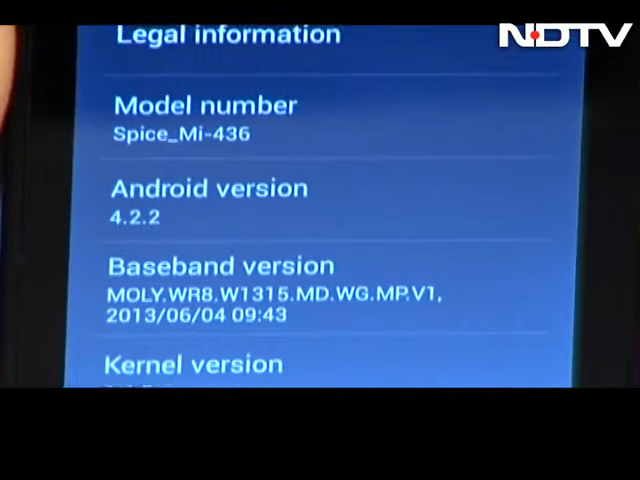 NDTV
Legal information
Model number
Spice_Mi-436
Android version
4.2.2
Baseband version
MOLY.WR8.W1315.MD.WG.MP.V1,
2013/06/04 09:43
Kernel version